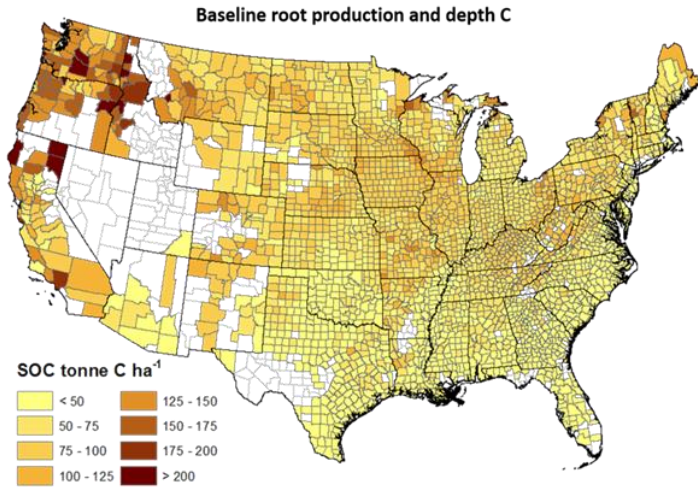 Baseline root production and depth C
SOC tonne C ha⁻¹
< 50
50 - 75
75 - 100
100 - 125
125 - 150
150 - 175
175 - 200
> 200